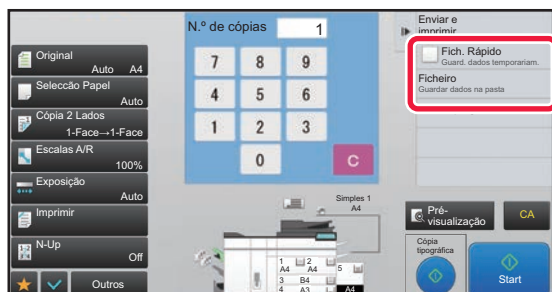 N.º de cópias 1
Enviar e
imprimir
Original
Auto A4
Fich. Rápido
Guard. dados temporariam.
Ficheiro
Guardar dados na pasta
Seleccão Papel
Auto
Cópia 2 Lados
1-Face→1-Face
Escalas A/R
100%
Exposição
Auto
Imprimir
N-Up
Off
Outros
7 8 9
4 5 6
1 2 3
0 C
Simples 1
A4
1 2
A4 A4 5
3 B4
4 A3 A4
Pré-
visualização
CA
Cópia
tipográfica
Start